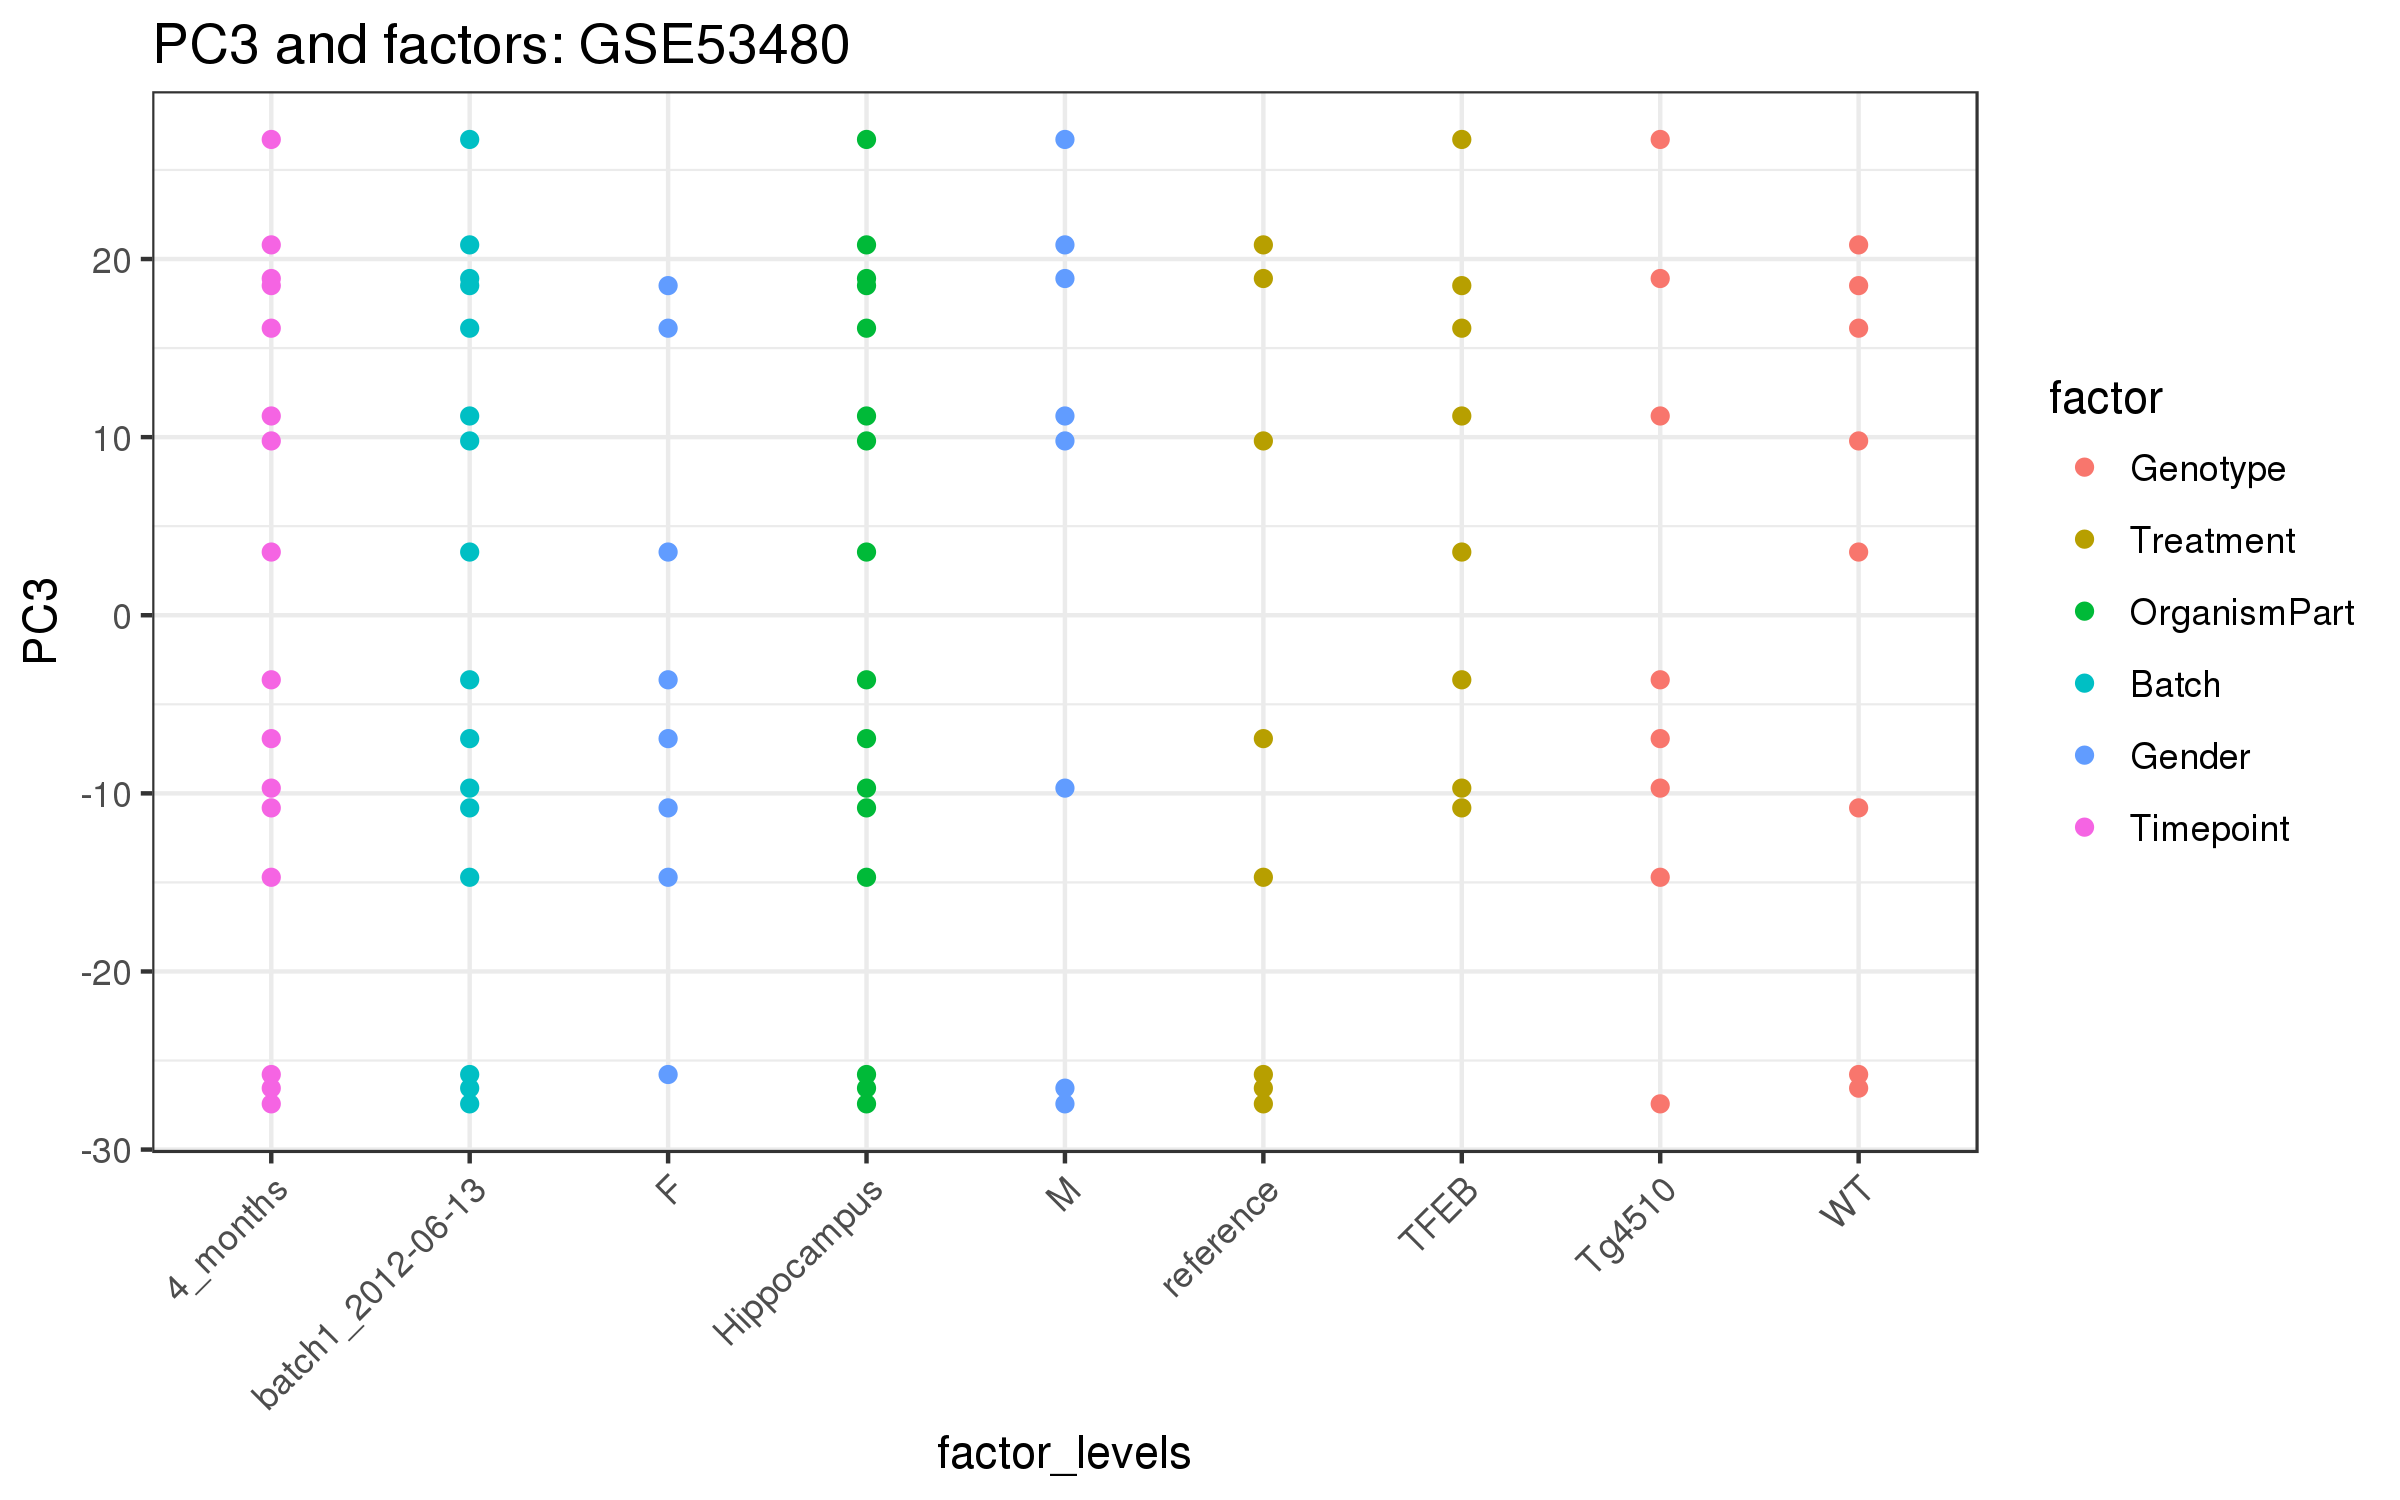 PC3 and factors: GSE53480
PC3
20
10
0
-10
-20
-30
4_months
batch1_2012-06-13
F
Hippocampus
M
reference
TFEB
Tg4510
WT
factor_levels
factor
Genotype
Treatment
OrganismPart
Batch
Gender
Timepoint